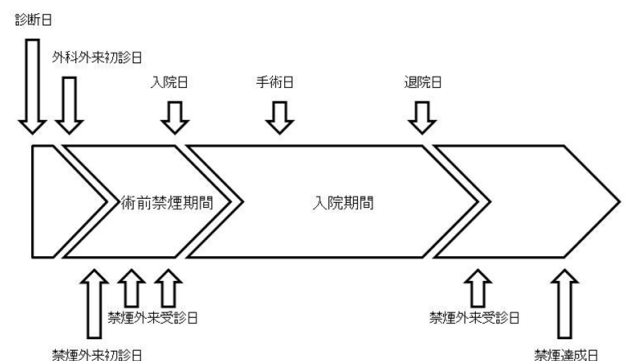 診断日
外科外来初診日
入院日
手術日
退院日
術前禁煙期間
入院期間
禁煙外来受診日
禁煙外来受診日
禁煙外来初診日
禁煙達成日